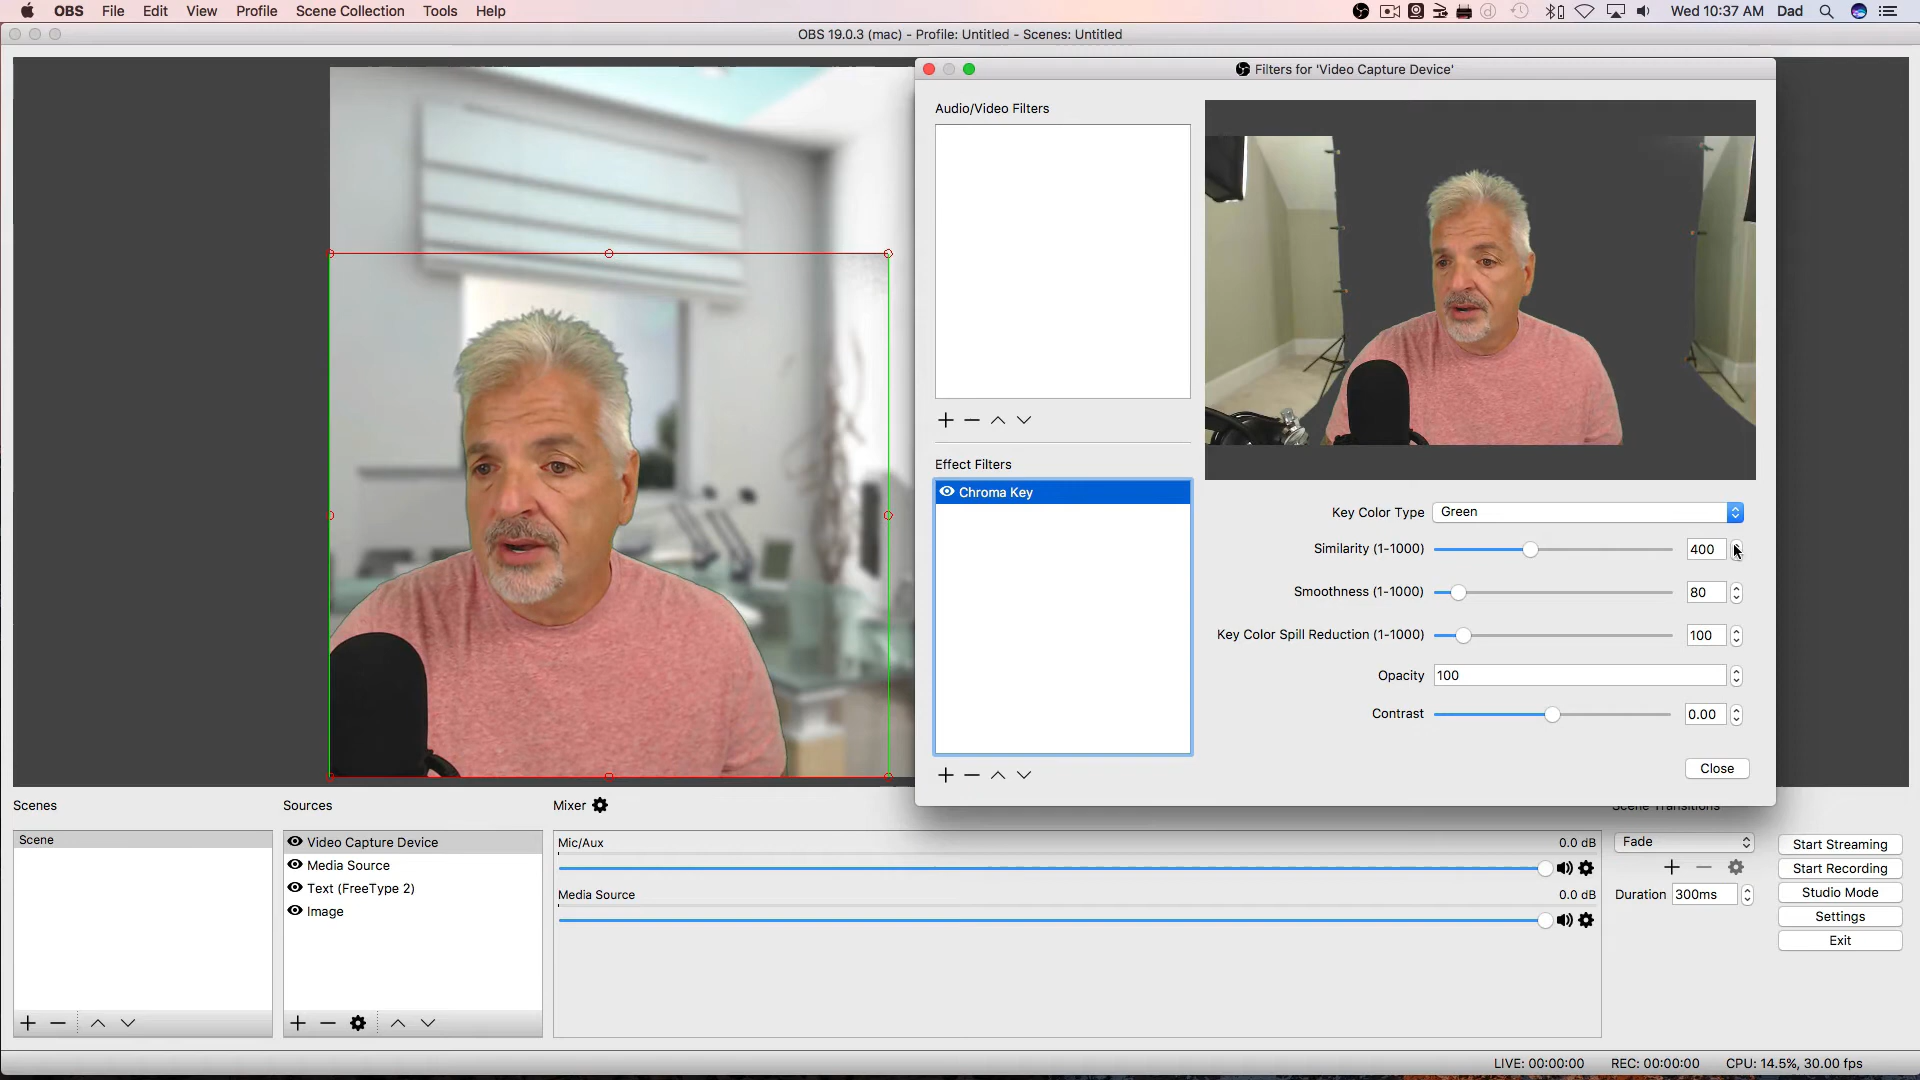 OBS File Edit View Profile Scene Collection Tools Help Wed 10:37 AM Dad
OBS 19.0.3 (mac) - Profile: Untitled - Scenes: Untitled
Filters for 'Video Capture Device'
Audio/Video Filters
Effect Filters
Chroma Key
Key Color Type Green
Similarity (1-1000) 400
Smoothness (1-1000) 80
Key Color Spill Reduction (1-1000) 100
Opacity 100
Contrast 0.00
Close
Scenes
Scene
Sources
Video Capture Device
Media Source
Text (FreeType 2)
Image
Mixer
Mic/Aux 0.0 dB
Media Source 0.0 dB
Scene Transitions
Fade
Duration 300ms
Start Streaming
Start Recording
Studio Mode
Settings
Exit
LIVE: 00:00:00 REC: 00:00:00 CPU: 14.5%, 30.00 fps